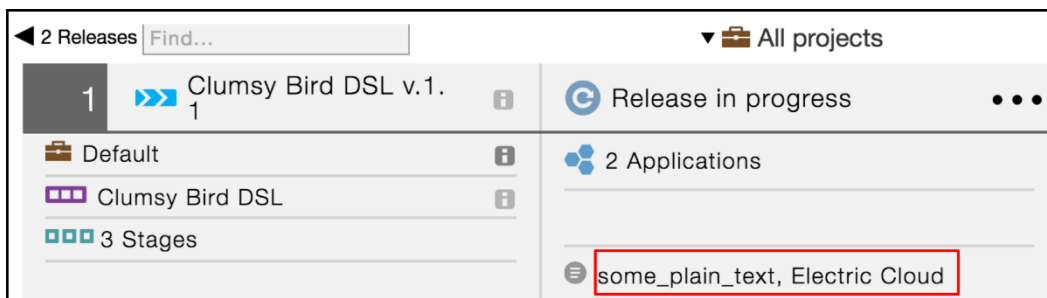 2 Releases Find... All projects
1 Clumsy Bird DSL v.1.
1 Release in progress
Default 2 Applications
Clumsy Bird DSL
3 Stages
some_plain_text, Electric Cloud